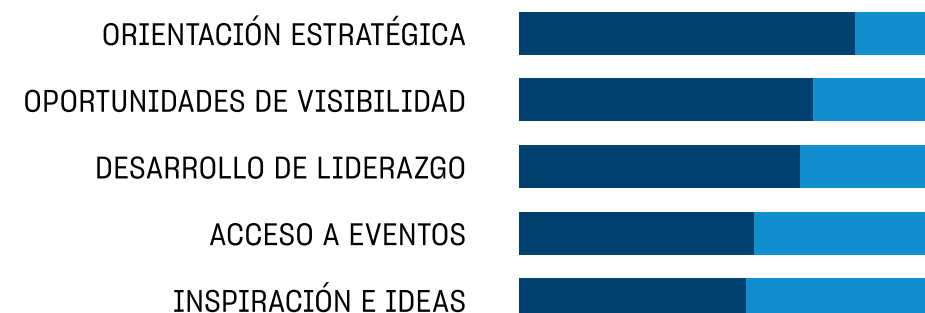 ORIENTACIÓN ESTRATÉGICA
OPORTUNIDADES DE VISIBILIDAD
DESARROLLO DE LIDERAZGO
ACCESO A EVENTOS
INSPIRACIÓN E IDEAS